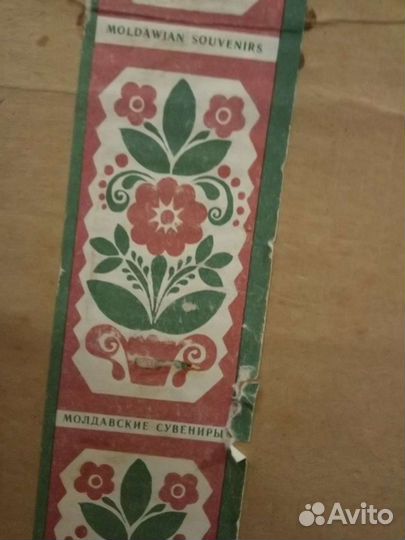 MOLDAWIAN SOUVENIRS
МОЛДАВСКИЕ СУВЕНИРЫ
Avito